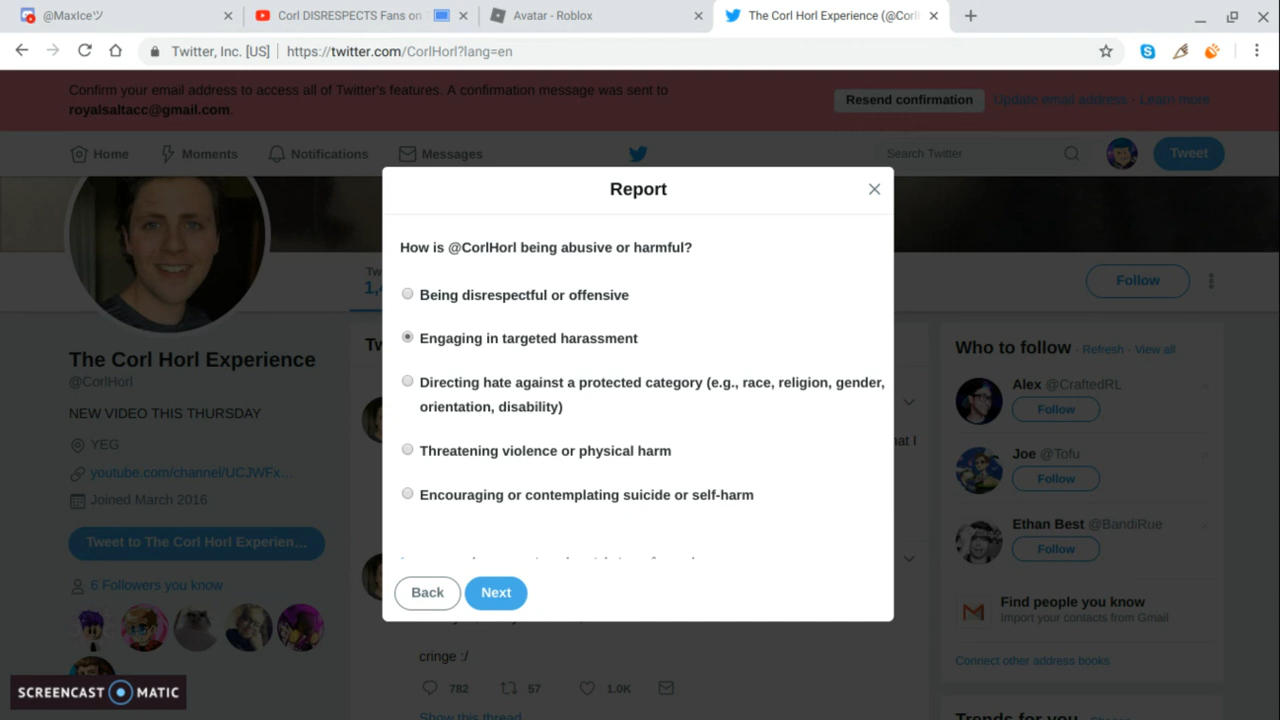 @MaxIceツ
Corl DISRESPECTS Fans on
Avatar - Roblox
The Corl Horl Experience (@Corl
Twitter, Inc. [US]
https://twitter.com/CorlHorl?lang=en
Confirm your email address to access all of Twitter's features. A confirmation message was sent to
royalsaltacc@gmail.com.
Resend confirmation
Update email address · Learn more
Home
Moments
Notifications
Messages
Search Twitter
Tweet
Report
How is @CorlHorl being abusive or harmful?
Being disrespectful or offensive
Engaging in targeted harassment
Directing hate against a protected category (e.g., race, religion, gender,
orientation, disability)
Threatening violence or physical harm
Encouraging or contemplating suicide or self-harm
Back
Next
Follow
The Corl Horl Experience
@CorlHorl
NEW VIDEO THIS THURSDAY
YEG
youtube.com/channel/UCJWFx...
Joined March 2016
Tweet to The Corl Horl Experien...
6 Followers you know
cringe :/
782
57
1.0K
Show this thread
Who to follow · Refresh · View all
Alex @CraftedRL
Follow
Joe @Tofu
Follow
Ethan Best @BandiRue
Follow
Find people you know
Import your contacts from Gmail
Connect other address books
Trends for you
SCREENCAST MATIC